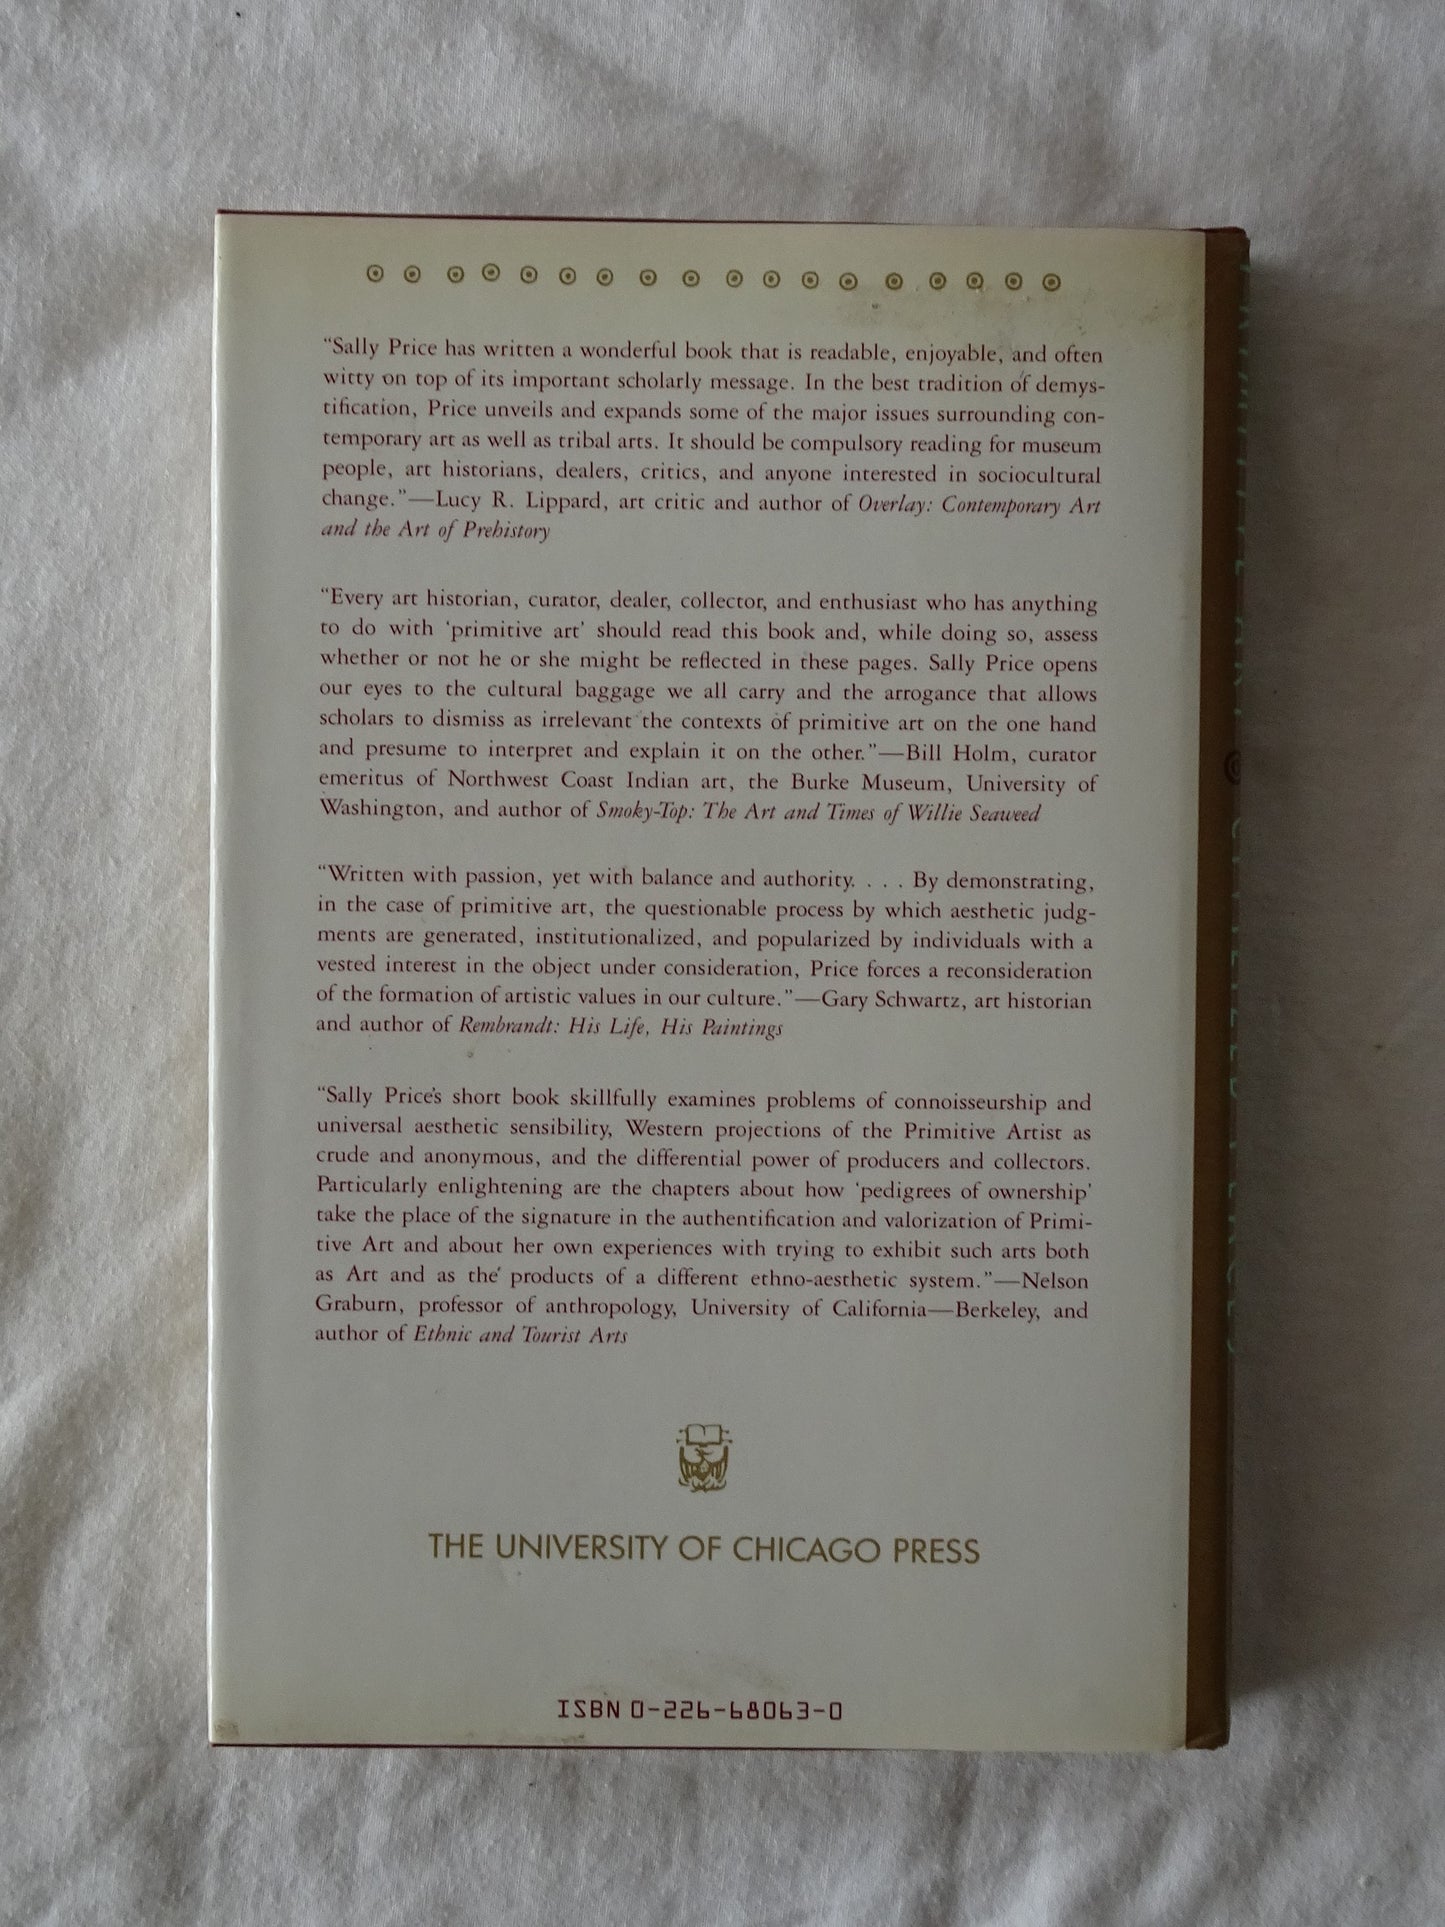 “Sally Price has written a wonderful book that is readable, enjoyable, and often
witty on top of its important scholarly message. In the best tradition of demys-
tification, Price unveils and expands some of the major issues surrounding con-
temporary art as well as tribal arts. It should be compulsory reading for museum
people, art historians, dealers, critics, and anyone interested in sociocultural
change.”—Lucy R. Lippard, art critic and author of Overlay: Contemporary Art
and the Art of Prehistory
“Every art historian, curator, dealer, collector, and enthusiast who has anything
to do with ‘primitive art’ should read this book and, while doing so, assess
whether or not he or she might be reflected in these pages. Sally Price opens
our eyes to the cultural baggage we all carry and the arrogance that allows
scholars to dismiss as irrelevant the contexts of primitive art on the one hand
and presume to interpret and explain it on the other.”—Bill Holm, curator
emeritus of Northwest Coast Indian art, the Burke Museum, University of
Washington, and author of Smoky-Top: The Art and Times of Willie Seaweed
“Written with passion, yet with balance and authority. . . . By demonstrating,
in the case of primitive art, the questionable process by which aesthetic judg-
ments are generated, institutionalized, and popularized by individuals with a
vested interest in the object under consideration, Price forces a reconsideration
of the formation of artistic values in our culture.”—Gary Schwartz, art historian
and author of Rembrandt: His Life, His Paintings
“Sally Price's short book skillfully examines problems of connoisseurship and
universal aesthetic sensibility, Western projections of the Primitive Artist as
crude and anonymous, and the differential power of producers and collectors.
Particularly enlightening are the chapters about how ‘pedigrees of ownership’
take the place of the signature in the authentification and valorization of Primi-
tive Art and about her own experiences with trying to exhibit such arts both
as Art and as the products of a different ethno-aesthetic system.”—Nelson
Graburn, professor of anthropology, University of California—Berkeley, and
author of Ethnic and Tourist Arts
THE UNIVERSITY OF CHICAGO PRESS
ISBN 0-226-68063-0